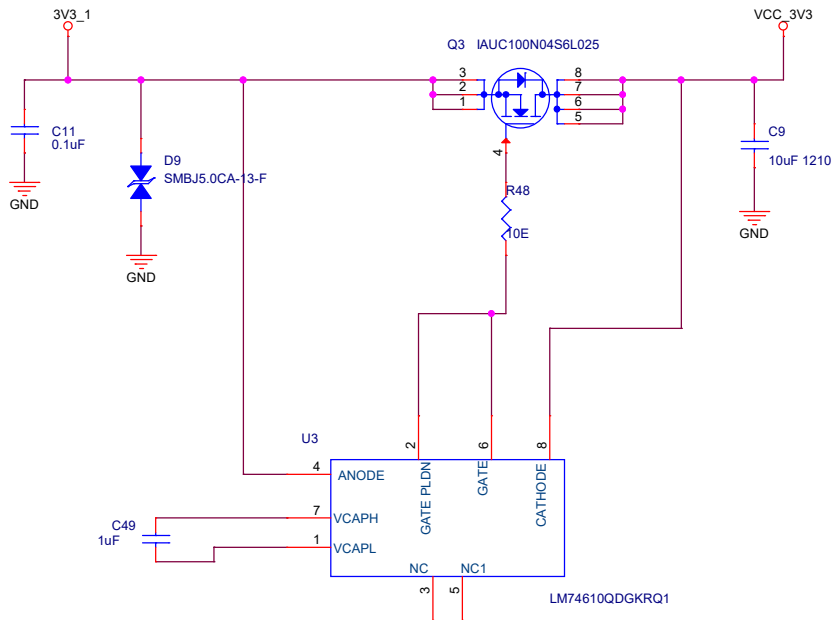 3V3_1
VCC_3V3
Q3 IAUC100N04S6L025
3
2
1
8
7
6
5
4
C11
0.1uF
GND
D9
SMBJ5.0CA-13-F
GND
C9
10uF 1210
GND
R48
10E
U3
2
6
8
4
ANODE
GATE PLDN
GATE
CATHODE
C49
1uF
7
VCAPH
1
VCAPL
NC
NC1
3
5
LM74610QDGKRQ1